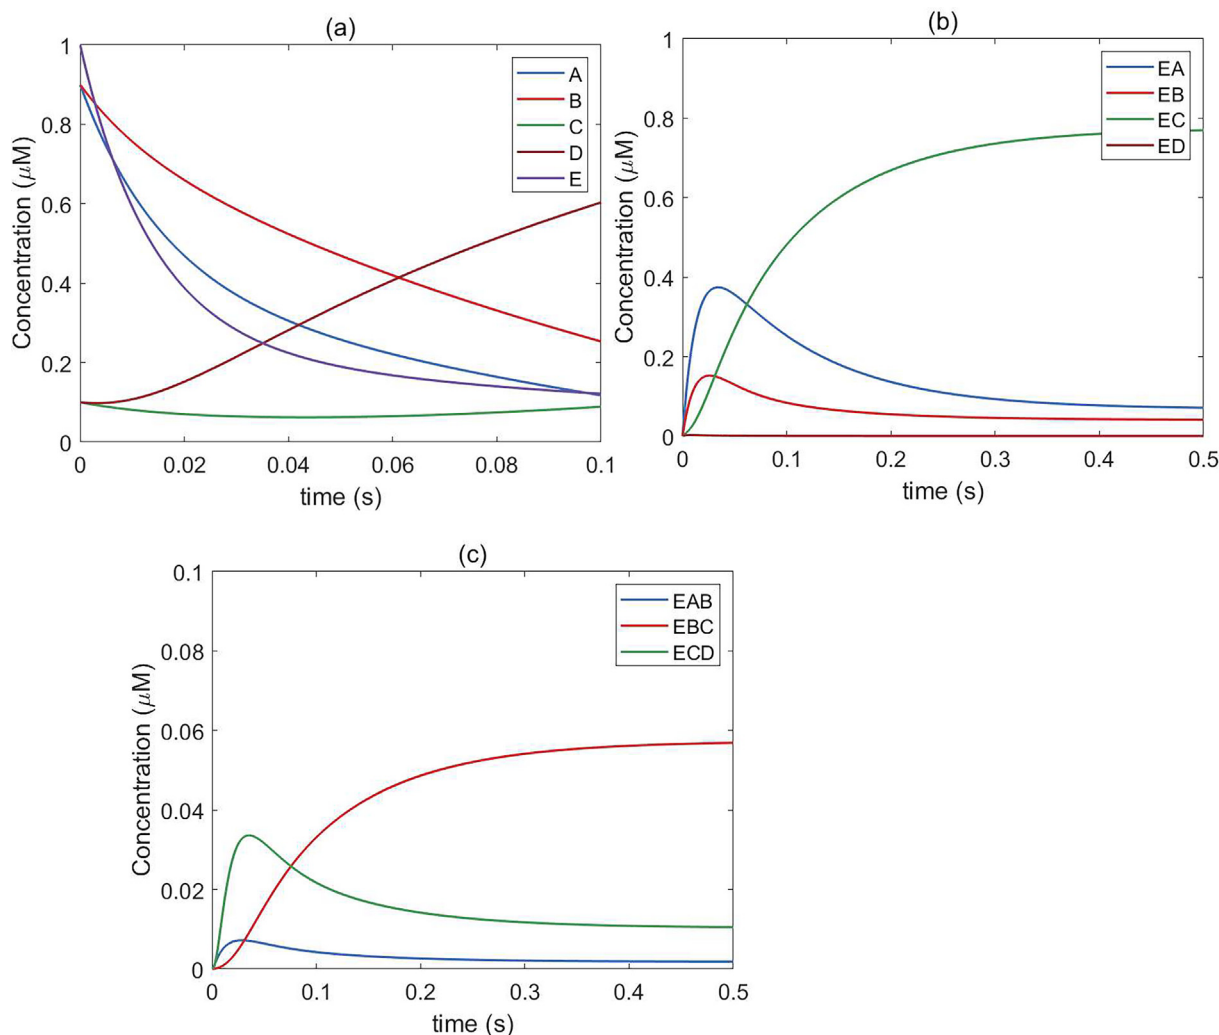 (a)
1
0.8
0.6
0.4
0.2
0
0
0.02
0.04
0.06
0.08
0.1
Concentration (μM)
time (s)
A
B
C
D
E
(b)
1
0.8
0.6
0.4
0.2
0
0
0.1
0.2
0.3
0.4
0.5
Concentration (μM)
time (s)
EA
EB
EC
ED
(c)
0.1
0.08
0.06
0.04
0.02
0
0
0.1
0.2
0.3
0.4
0.5
Concentration (μM)
time (s)
EAB
EBC
ECD